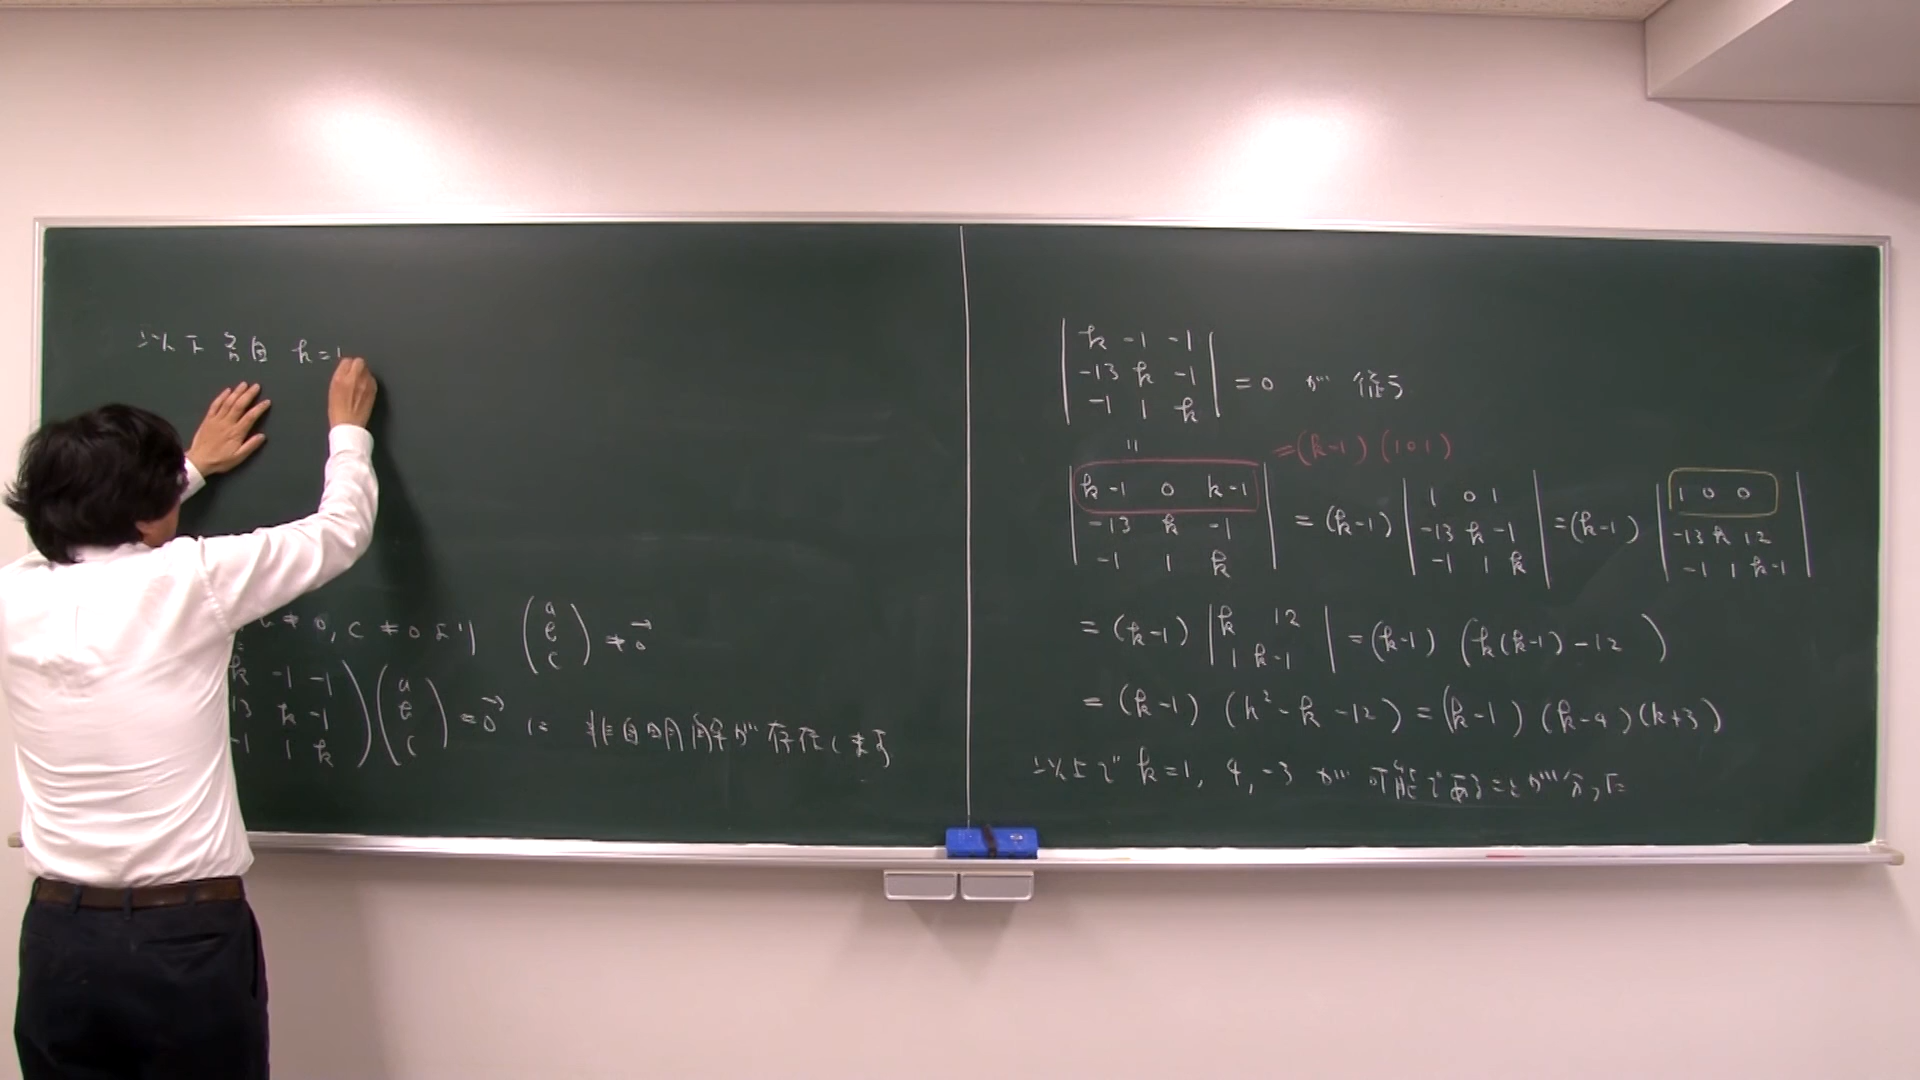 以下 各自 k=1
≠0, c≠0 より (a b c) ≠ 0⃗
(k -1 -1
13 k -1
-1 1 k) (a b c) = 0⃗ に 非自明解が存在します
|k -1 -1
-13 k -1
-1 1 k| = 0 が従う
=
= (k-1) (1 0 1)
|k-1 0 k-1
-13 k -1
-1 1 k| = (k-1) |1 0 1
-13 k -1
-1 1 k| = (k-1) |1 0 0
-13 k 12
-1 1 k-1|
= (k-1) |k 12
1 k-1| = (k-1) (k(k-1) - 12)
= (k-1) (k² - k - 12) = (k-1) (k-4) (k+3)
以上で k=1, 4, -3 が可能であることが分った